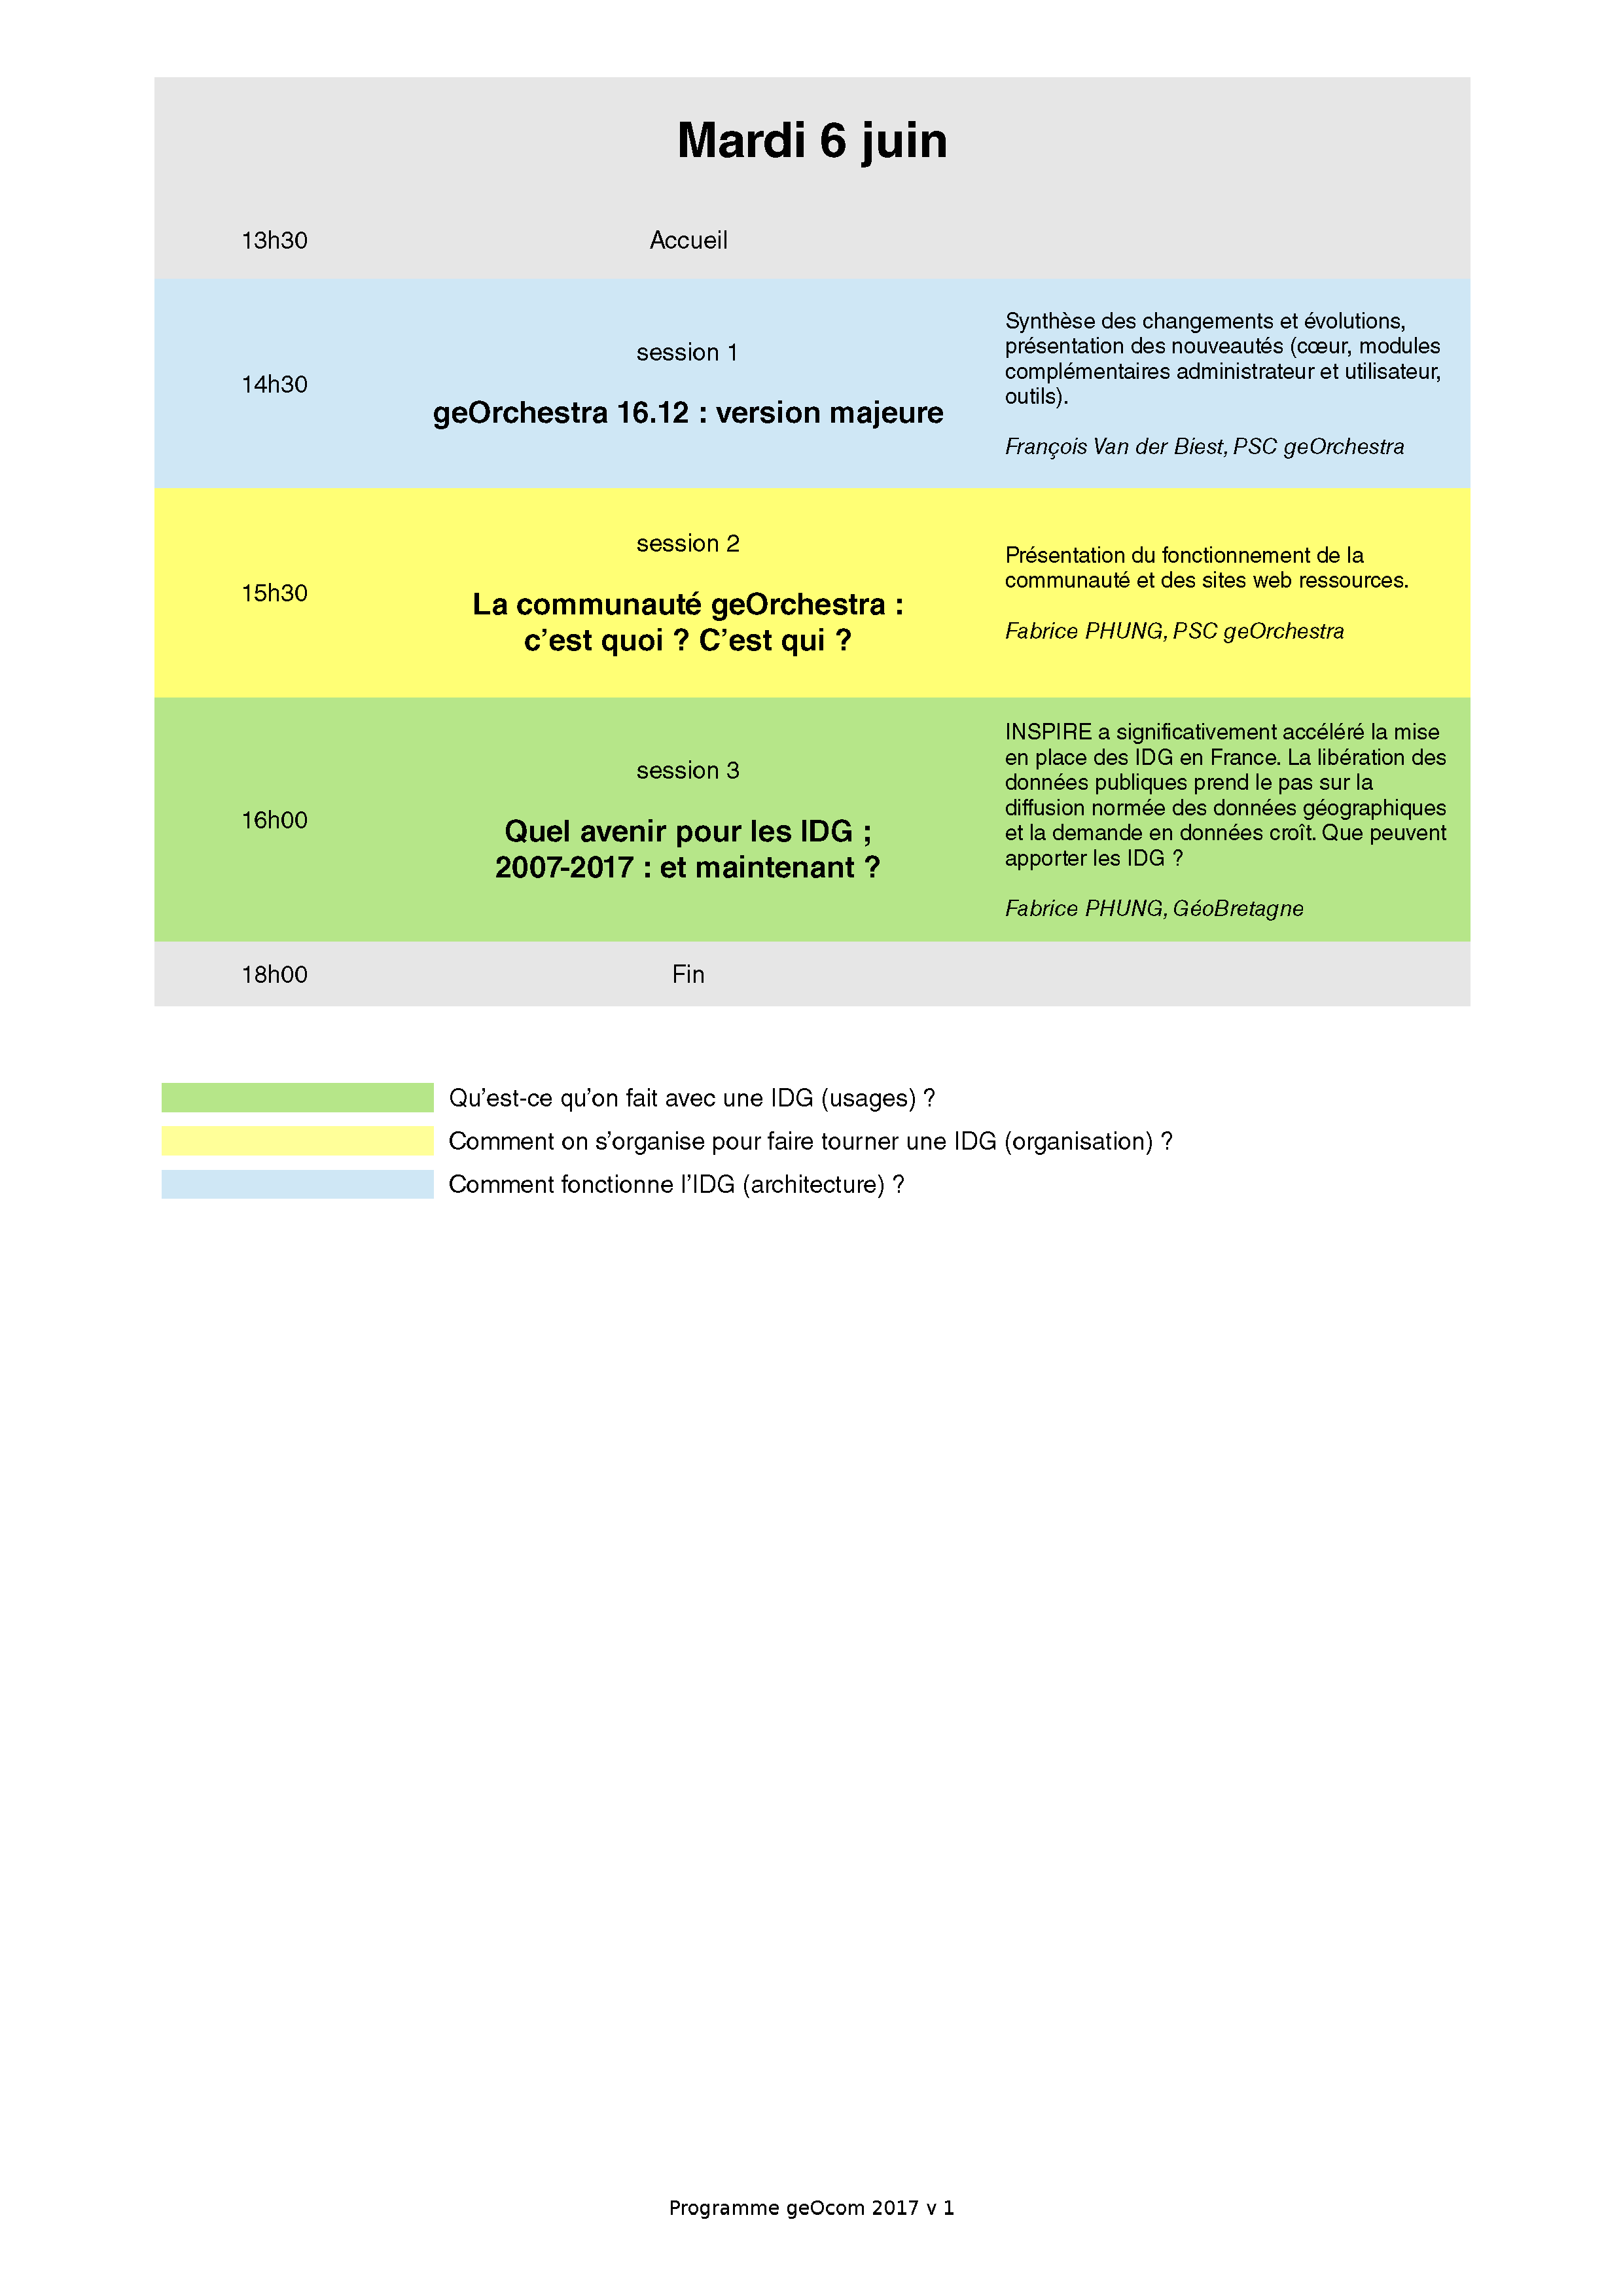 Mardi 6 juin
13h30
Accueil
14h30
session 1
geOrchestra 16.12 : version majeure
Synthèse des changements et évolutions,
présentation des nouveautés (cœur, modules
complémentaires administrateur et utilisateur,
outils).
François Van der Biest, PSC geOrchestra
15h30
session 2
La communauté geOrchestra :
c’est quoi ? C’est qui ?
Présentation du fonctionnement de la
communauté et des sites web ressources.
Fabrice PHUNG, PSC geOrchestra
16h00
session 3
Quel avenir pour les IDG ;
2007-2017 : et maintenant ?
INSPIRE a significativement accéléré la mise
en place des IDG en France. La libération des
données publiques prend le pas sur la
diffusion normée des données géographiques
et la demande en données croît. Que peuvent
apporter les IDG ?
Fabrice PHUNG, GéoBretagne
18h00
Fin
Qu’est-ce qu’on fait avec une IDG (usages) ?
Comment on s’organise pour faire tourner une IDG (organisation) ?
Comment fonctionne l’IDG (architecture) ?
Programme geOcom 2017 v 1